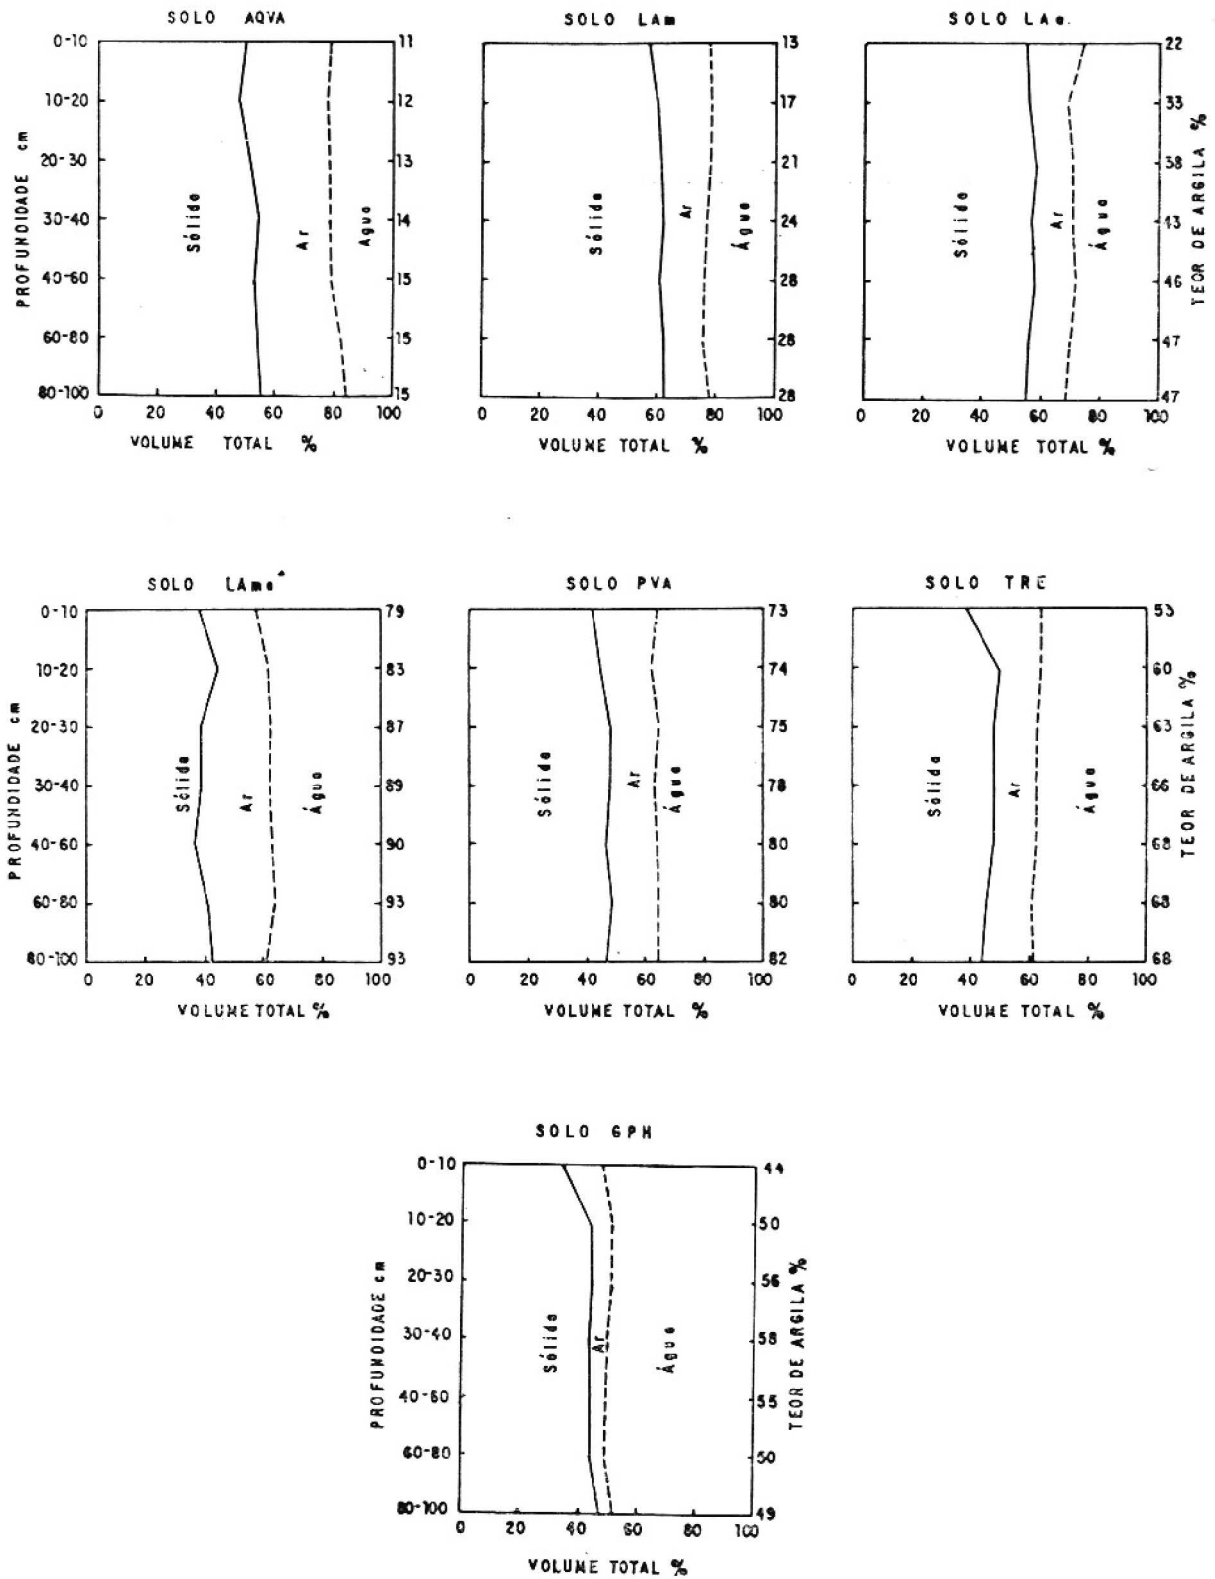 SOLO AQVA
SOLO LAm
SOLO LAa.
PROFUNDIDADE cm
0-10
10-20
20-30
30-40
40-60
60-80
80-100
Sólido
Ar
Agua
11
12
13
14
15
15
15
0 20 40 60 80 100
VOLUME TOTAL %
Sólido
Ar
Água
13
17
21
24
28
28
28
0 20 40 60 80 100
VOLUME TOTAL %
Sólido
Ar
Água
22
33
58
43
46
47
47
TEOR DE ARGILA %
0 20 40 60 80 100
VOLUME TOTAL %
SOLO LAma
SOLO PVA
SOLO TRE
PROFUNDIDADE cm
0-10
10-20
20-30
30-40
40-60
60-80
80-100
Sólido
Ar
Água
79
83
87
89
90
93
93
0 20 40 60 80 100
VOLUME TOTAL %
Sólido
Ar
Água
73
74
75
78
80
80
82
0 20 40 60 80 100
VOLUME TOTAL %
Sólido
Ar
Água
53
60
63
66
68
68
68
TEOR DE ARGILA %
0 20 40 60 80 100
VOLUME TOTAL %
SOLO GPH
PROFUNDIDADE cm
0-10
10-20
20-30
30-40
40-60
60-80
80-100
Sólido
Ar
Água
44
50
56
58
55
50
49
TEOR DE ARGILA %
0 20 40 60 80 100
VOLUME TOTAL %